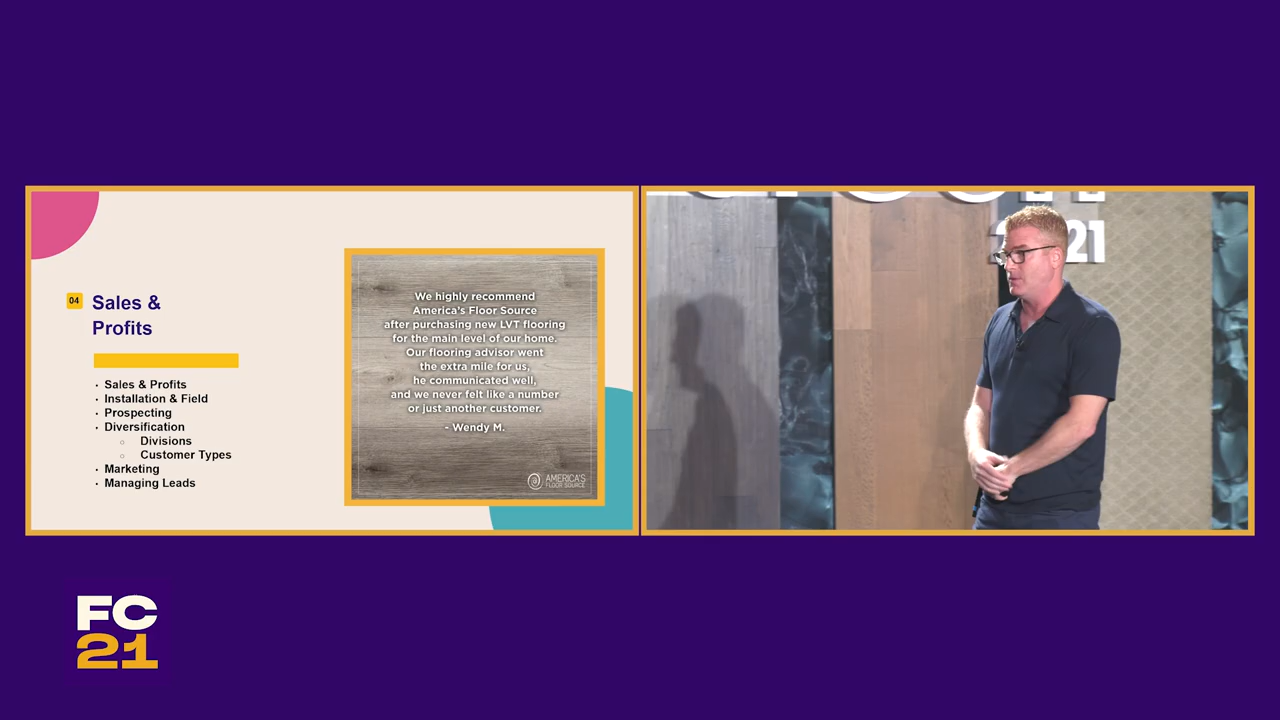 04
Sales &
Profits
· Sales & Profits
· Installation & Field
· Prospecting
· Diversification
○ Divisions
○ Customer Types
· Marketing
· Managing Leads
We highly recommend
America's Floor Source
after purchasing new LVT flooring
for the main level of our home.
Our flooring advisor went
the extra mile for us,
he communicated well,
and we never felt like a number
or just another customer.
- Wendy M.
AMERICA'S
FLOOR SOURCE
21
FC
21